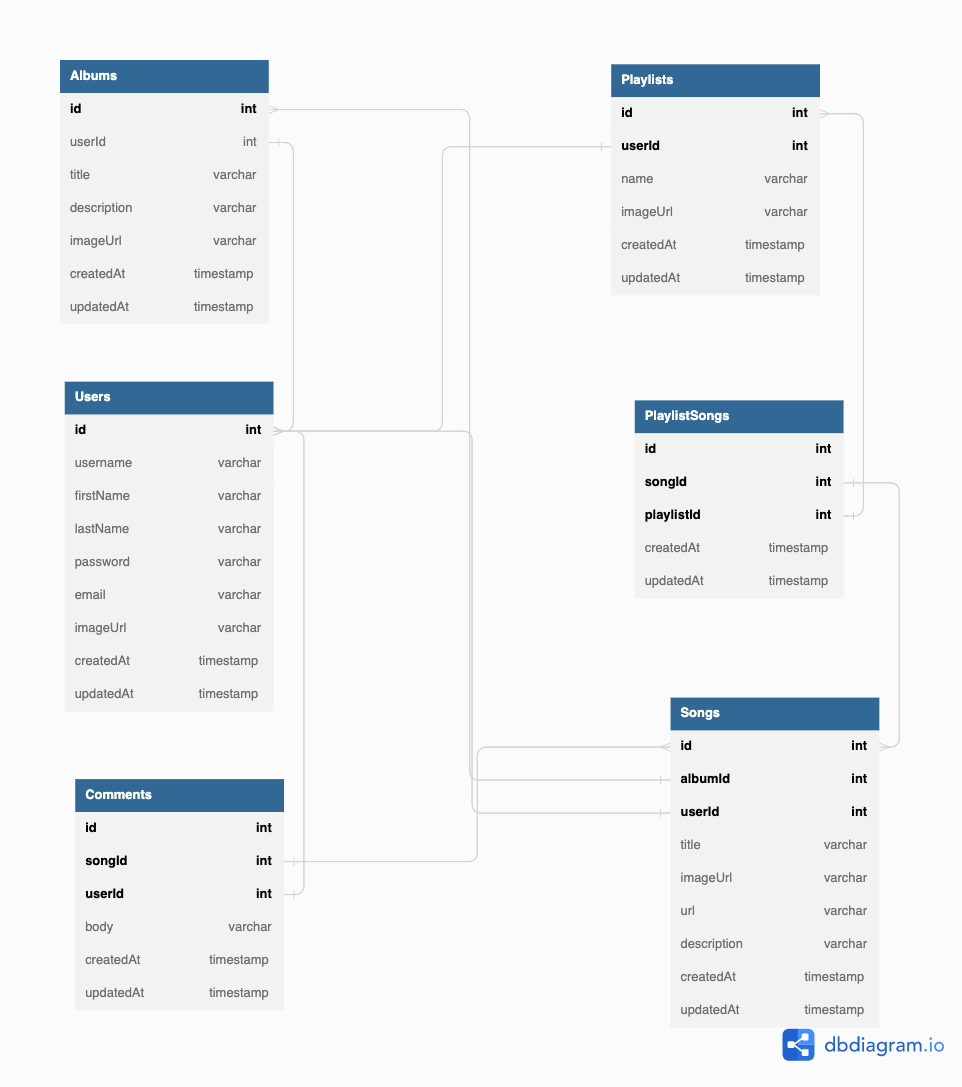 Albums
id int
userId int
title varchar
description varchar
imageUrl varchar
createdAt timestamp
updatedAt timestamp
Playlists
id int
userId int
name varchar
imageUrl varchar
createdAt timestamp
updatedAt timestamp
Users
id int
username varchar
firstName varchar
lastName varchar
password varchar
email varchar
imageUrl varchar
createdAt timestamp
updatedAt timestamp
PlaylistSongs
id int
songId int
playlistId int
createdAt timestamp
updatedAt timestamp
Comments
id int
songId int
userId int
body varchar
createdAt timestamp
updatedAt timestamp
Songs
id int
albumId int
userId int
title varchar
imageUrl varchar
url varchar
description varchar
createdAt timestamp
updatedAt timestamp
dbdiagram.io